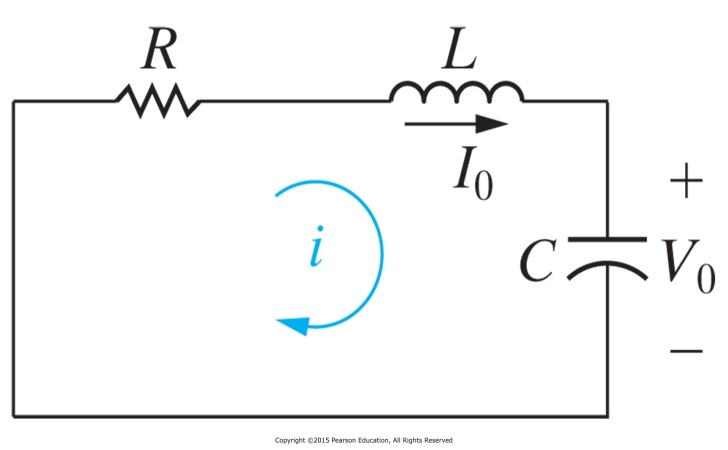 R
L
I₀
i
+
C
V₀
−
Copyright ©2015 Pearson Education, All Rights Reserved